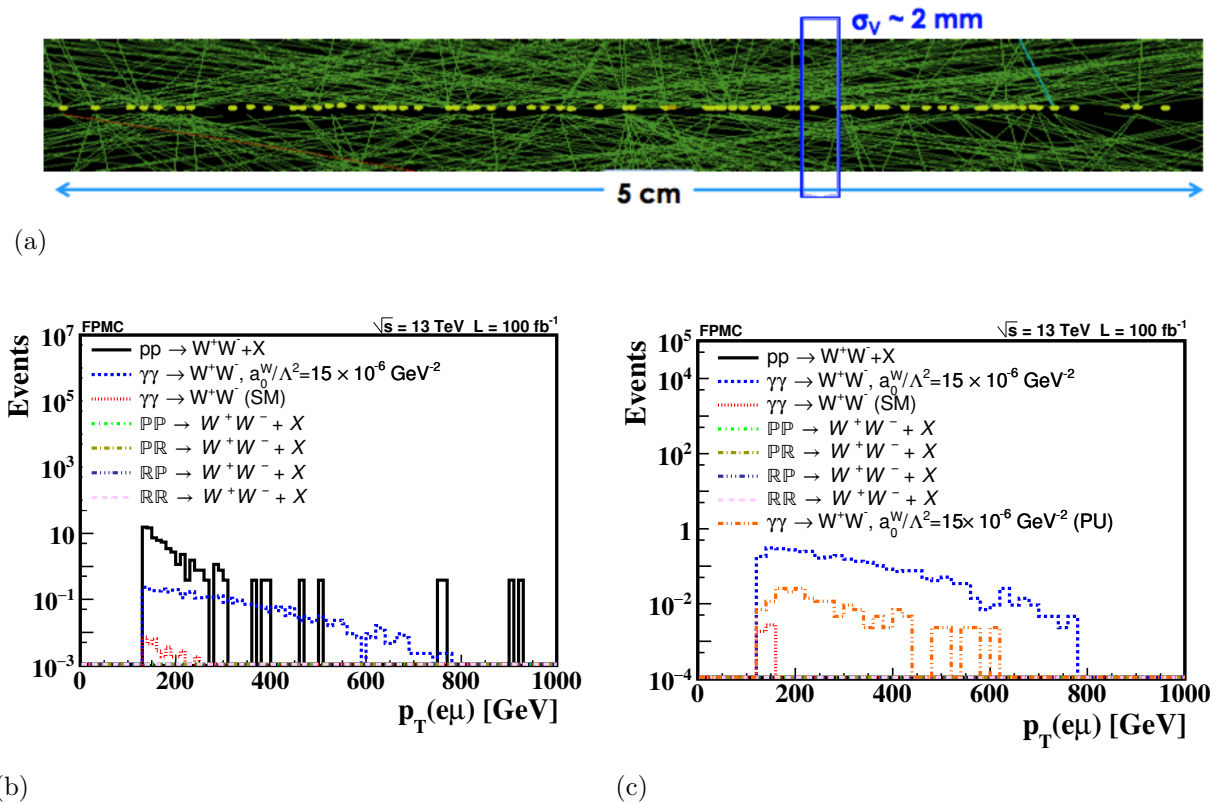 σ_V ~ 2 mm
5 cm
(a)
FPMC
√s = 13 TeV L = 100 fb⁻¹
Events
10⁷
10⁵
10³
10
10⁻¹
10⁻³
pp → W⁺W⁻+X
γγ → W⁺W⁻, a₀ᵂ/Λ²=15 × 10⁻⁶ GeV⁻²
γγ → W⁺W⁻ (SM)
ℙℙ → W⁺W⁻ + X
ℙℝ → W⁺W⁻ + X
ℝℙ → W⁺W⁻ + X
ℝℝ → W⁺W⁻ + X
200 400 600 800 1000
p_T(eμ) [GeV]
(b)
FPMC
√s = 13 TeV L = 100 fb⁻¹
Events
10⁵
10⁴
10²
1
10⁻²
10⁻⁴
pp → W⁺W⁻+X
γγ → W⁺W⁻, a₀ᵂ/Λ²=15 × 10⁻⁶ GeV⁻²
γγ → W⁺W⁻ (SM)
ℙℙ → W⁺W⁻ + X
ℙℝ → W⁺W⁻ + X
ℝℙ → W⁺W⁻ + X
ℝℝ → W⁺W⁻ + X
γγ → W⁺W⁻, a₀ᵂ/Λ²=15× 10⁻⁶ GeV⁻² (PU)
0 200 400 600 800 1000
p_T(eμ) [GeV]
(c)